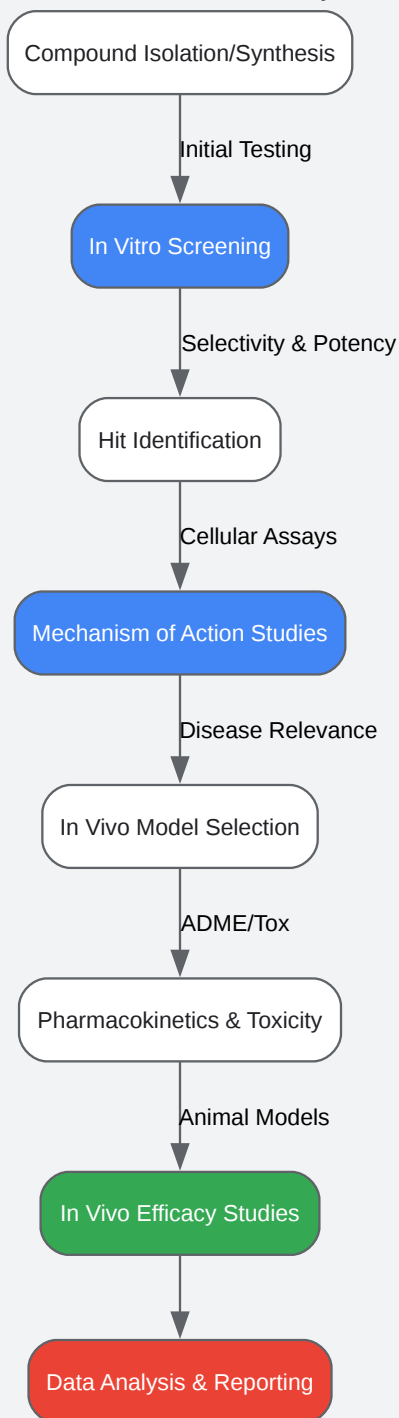 Compound Isolation/Synthesis
Initial Testing
In Vitro Screening
Selectivity & Potency
Hit Identification
Cellular Assays
Mechanism of Action Studies
Disease Relevance
In Vivo Model Selection
ADME/Tox
Pharmacokinetics & Toxicity
Animal Models
In Vivo Efficacy Studies
Data Analysis & Reporting